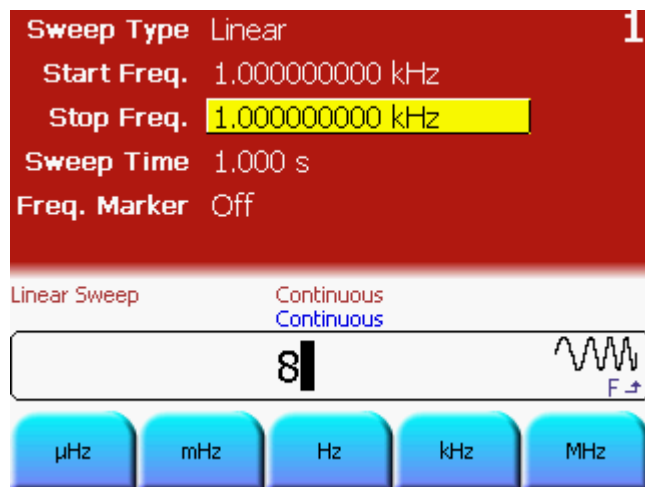 Sweep Type Linear 1
Start Freq. 1.000000000 kHz
Stop Freq. 1.000000000 kHz
Sweep Time 1.000 s
Freq. Marker Off
Linear Sweep Continuous
Continuous
8
F
µHz mHz Hz kHz MHz